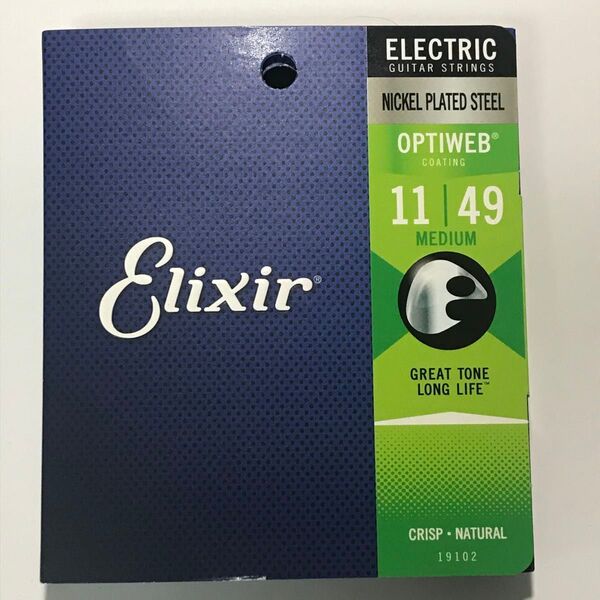 Elixir®
ELECTRIC
GUITAR STRINGS
NICKEL PLATED STEEL
OPTIWEB®
COATING
11 | 49
MEDIUM
GREAT TONE
LONG LIFE™
CRISP • NATURAL
19102